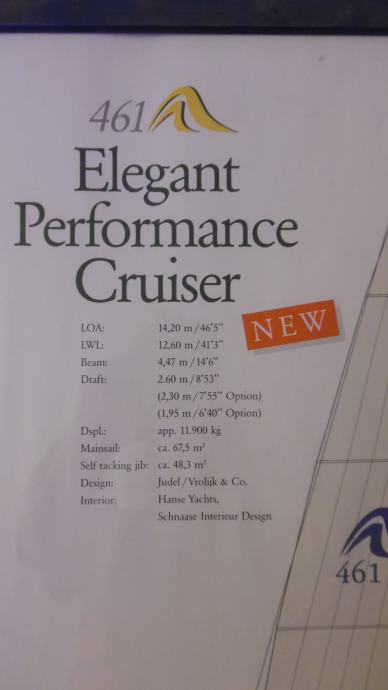 461
Elegant
Performance
Cruiser
NEW
LOA: 14,20 m/46'5"
LWL: 12,60 m/41'3"
Beam: 4,47 m/14'6"
Draft: 2.60 m/8'53"
(2,30 m/7'55" Option)
(1,95 m/6'40" Option)
Dspl.: app. 11.900 kg
Mainsail: ca. 67,5 m²
Self tacking jib: ca. 48,3 m²
Design: Judel/Vrolijk & Co.
Interior: Hanse Yachts,
Schnaase Interieur Design
461